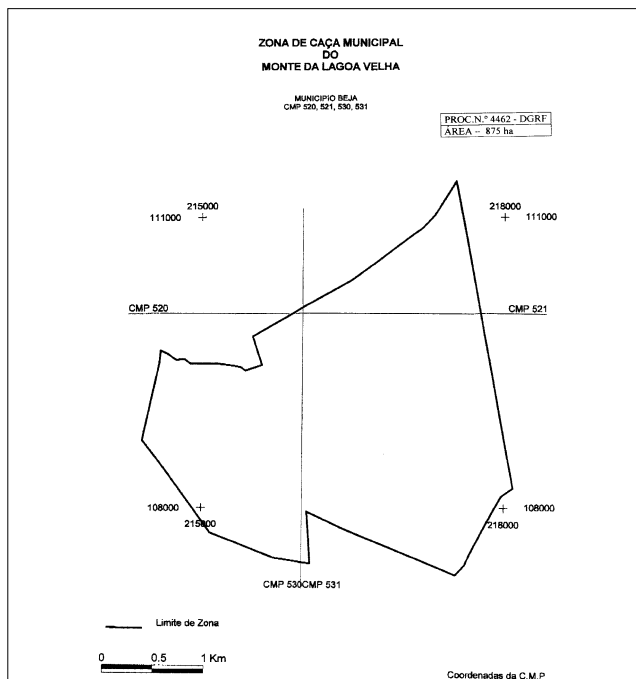 ZONA DE CAÇA MUNICIPAL
DO
MONTE DA LAGOA VELHA
MUNICIPIO BEJA
CMP 520, 521, 530, 531
PROC.N.º 4462 - DGRF
ÁREA -- 875 ha
215000
111000
218000
111000
CMP 520
CMP 521
108000
215000
108000
218000
CMP 530
CMP 531
Limite de Zona
0 0.5 1 Km
Coordenadas da C.M.P